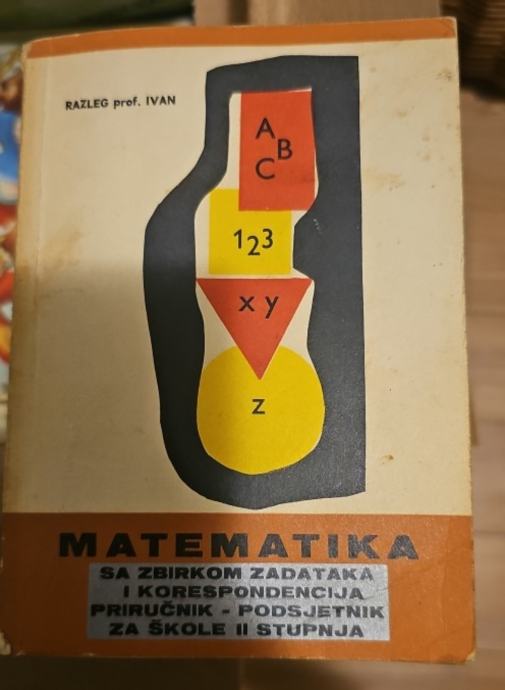 RAZLEG prof. IVAN
A
B
C
123
x y
z
MATEMATIKA
SA ZBIRKOM ZADATAKA
I KORESPONDENCIJA
PRIRUČNIK - PODSJETNIK
ZA ŠKOLE II STUPNJA